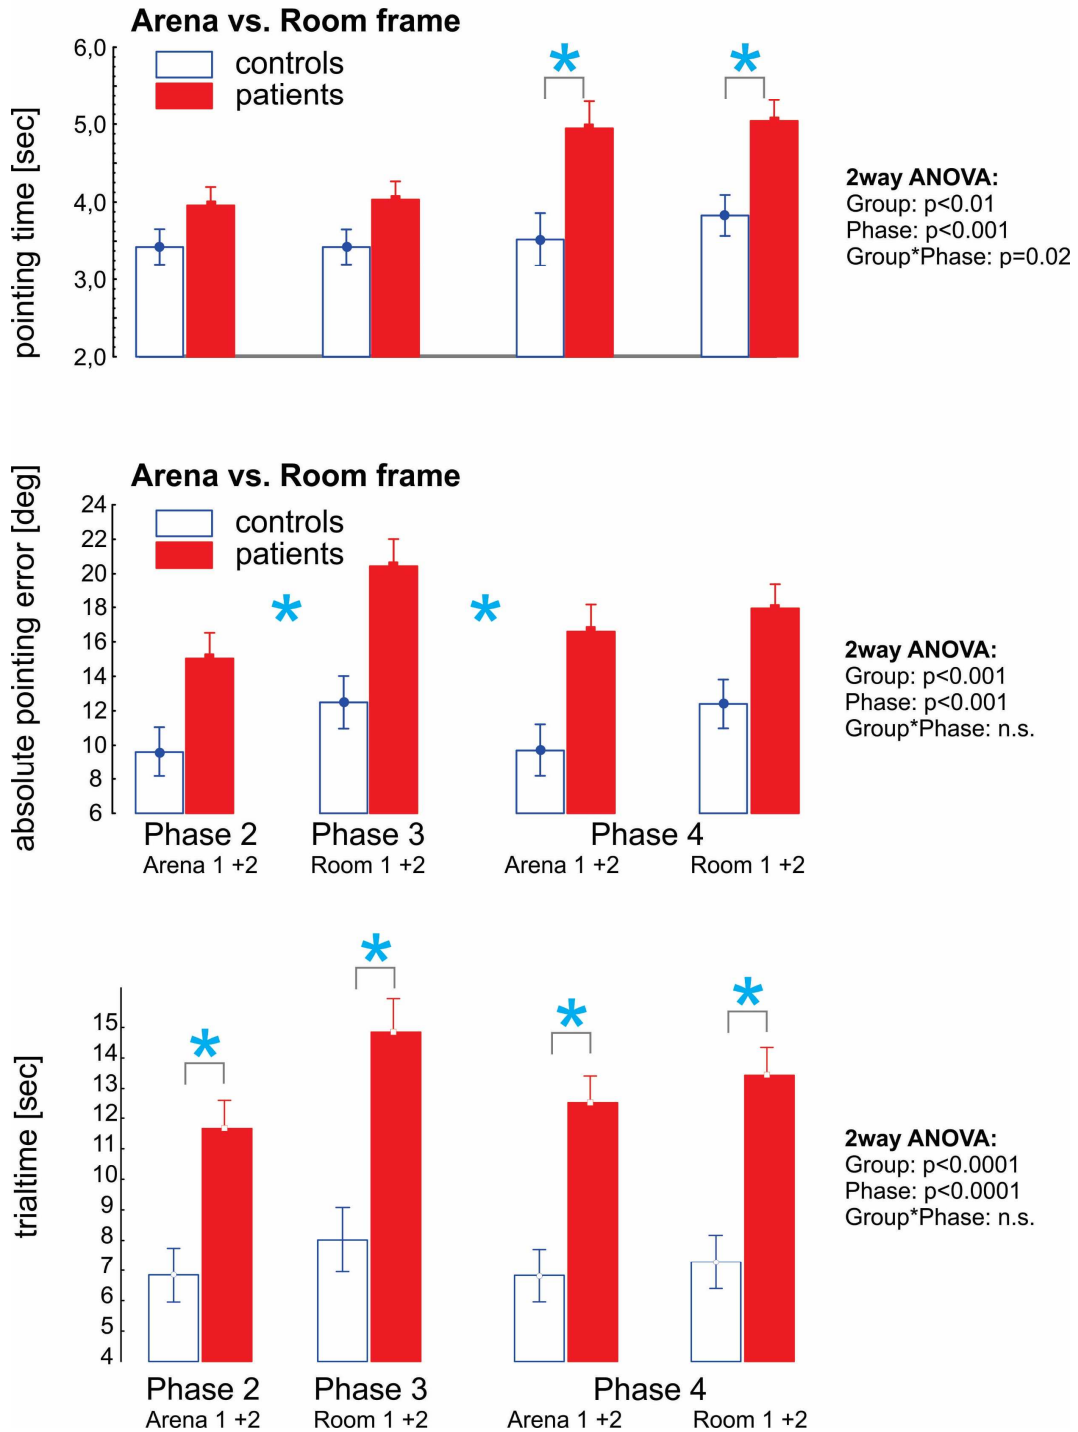 Arena vs. Room frame
controls
patients
pointing time [sec]
6,0
5,0
4,0
3,0
2,0
*
*
2way ANOVA:
Group: p<0.01
Phase: p<0.001
Group*Phase: p=0.02
Arena vs. Room frame
controls
patients
absolute pointing error [deg]
24
22
20
18
16
14
12
10
8
6
*
*
2way ANOVA:
Group: p<0.001
Phase: p<0.001
Group*Phase: n.s.
Phase 2
Arena 1 +2
Phase 3
Room 1 +2
Phase 4
Arena 1 +2
Room 1 +2
trialtime [sec]
15
14
13
12
11
10
9
8
7
6
5
4
*
*
*
*
2way ANOVA:
Group: p<0.0001
Phase: p<0.0001
Group*Phase: n.s.
Phase 2
Arena 1 +2
Phase 3
Room 1 +2
Phase 4
Arena 1 +2
Room 1 +2